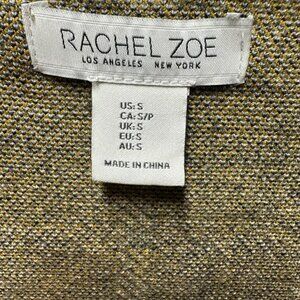 RACHEL ZOE
LOS ANGELES NEW YORK
US: S
CA: S/P
UK: S
EU: S
AU: S
MADE IN CHINA